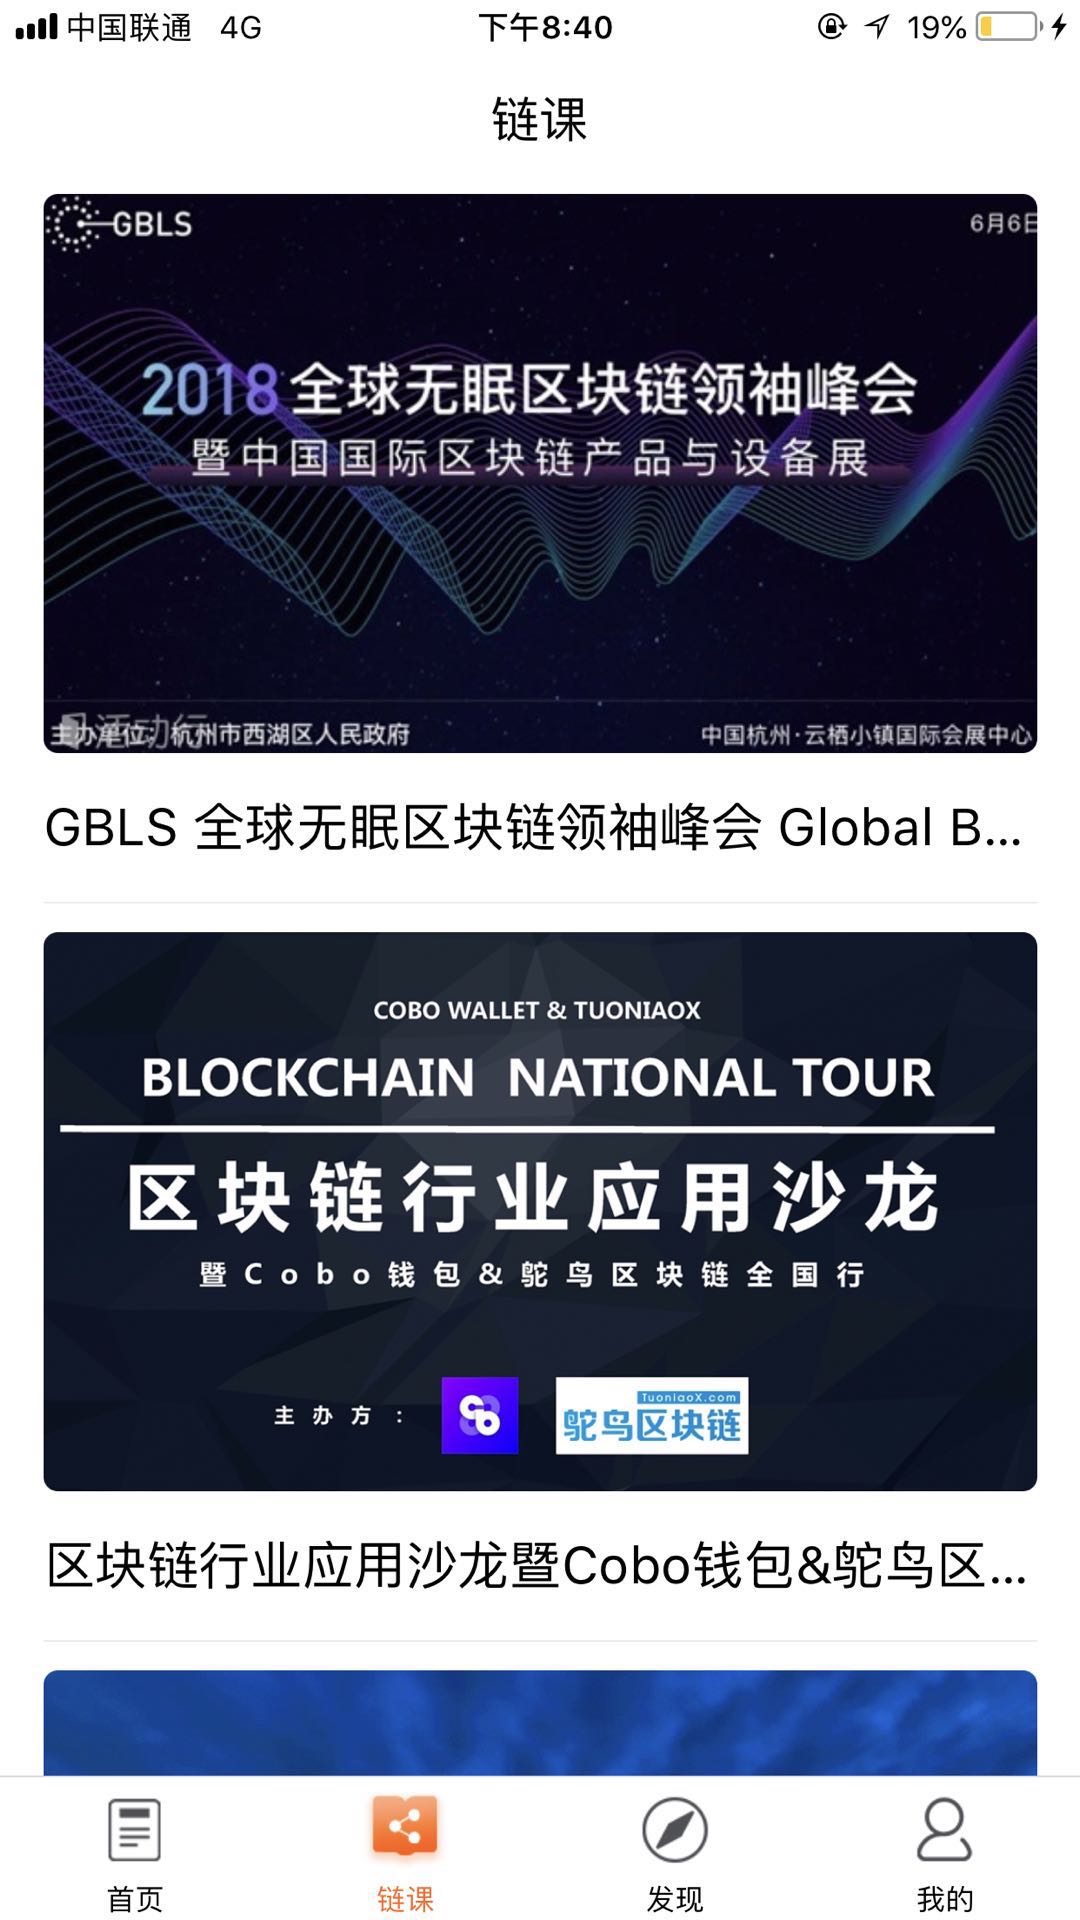 中国联通 4G 下午8:40 19%
链课
GBLS 6月6日
2018全球无眠区块链领袖峰会
暨中国国际区块链产品与设备展
活动行
主办单位：杭州市西湖区人民政府 中国杭州·云栖小镇国际会展中心
GBLS 全球无眠区块链领袖峰会 Global B...
COBO WALLET & TUONIAOX
BLOCKCHAIN NATIONAL TOUR
区块链行业应用沙龙
暨Cobo钱包&鸵鸟区块链全国行
主办方：
TuoniaoX.com
鸵鸟区块链
区块链行业应用沙龙暨Cobo钱包&鸵鸟区...
首页 链课 发现 我的